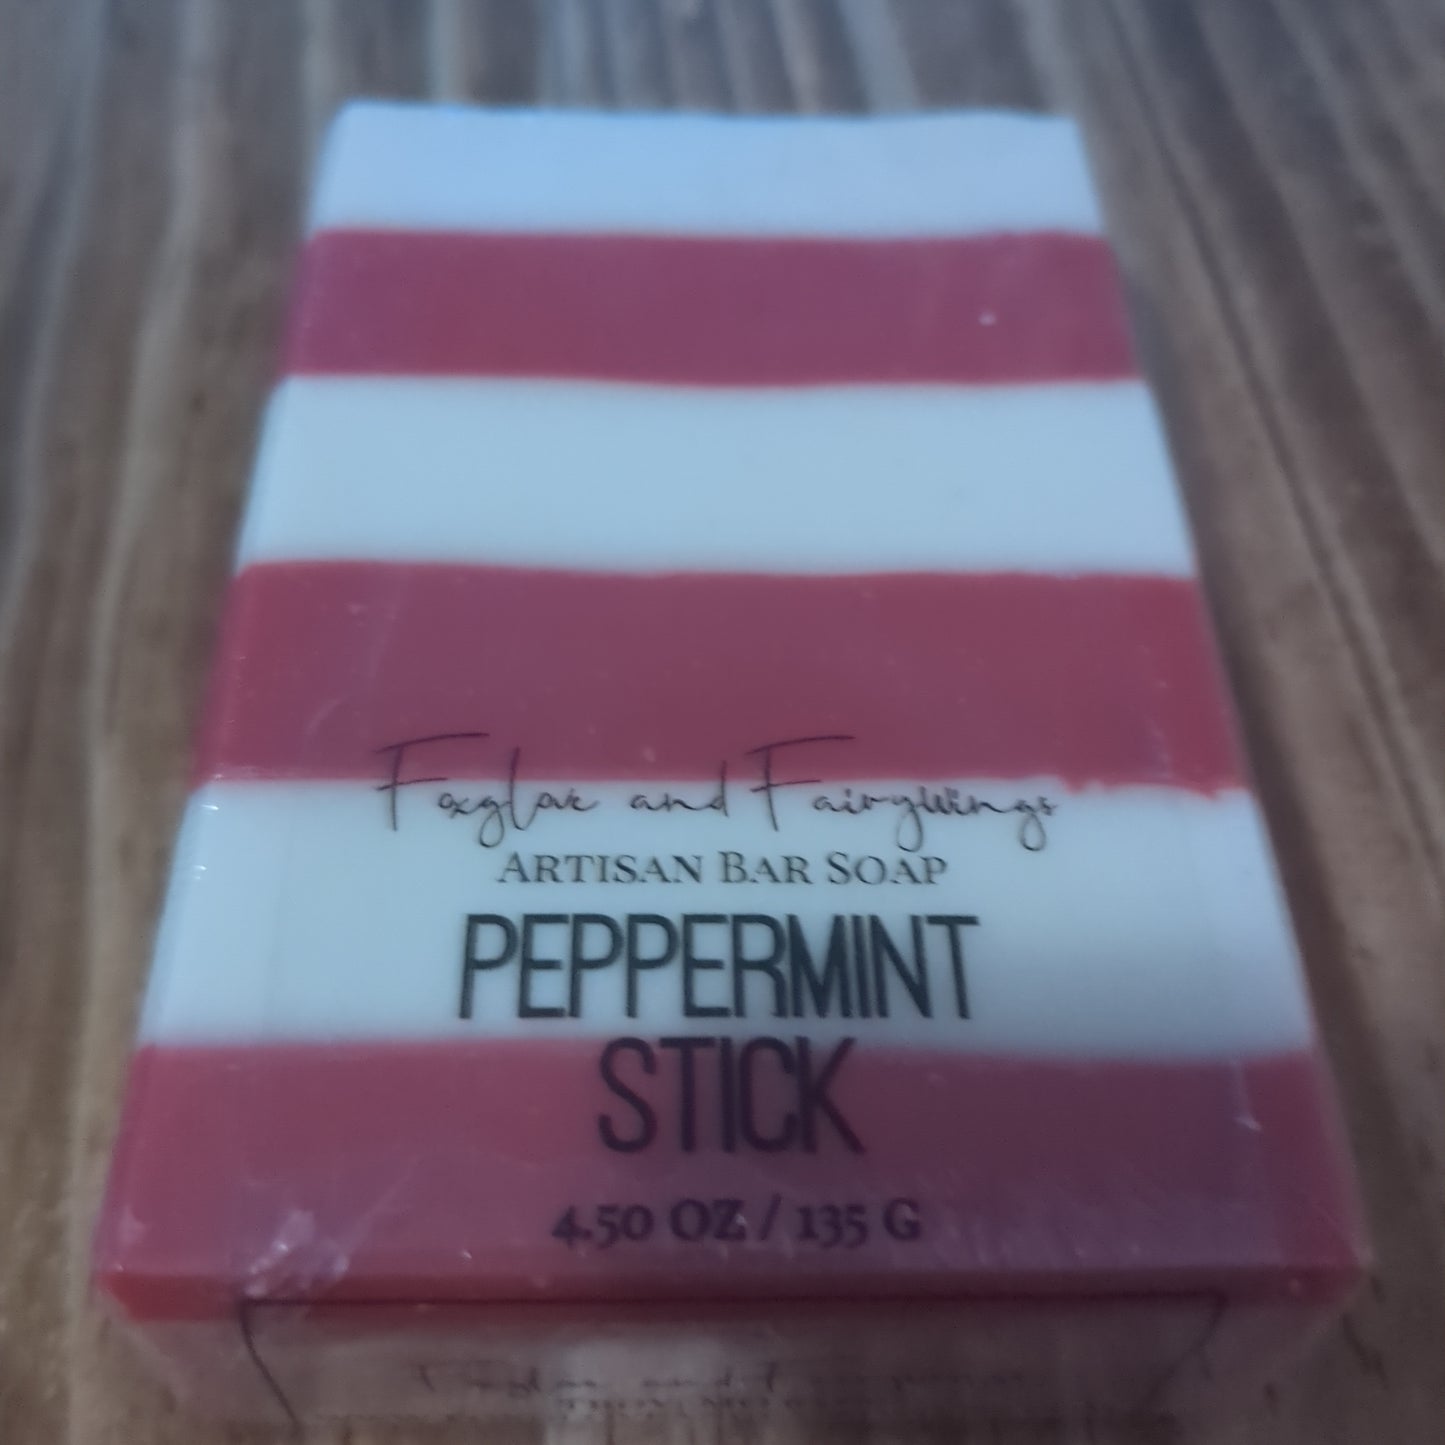 Foxglove and FairyWings
ARTISAN BAR SOAP
PEPPERMINT
STICK
4.50 OZ / 135 G